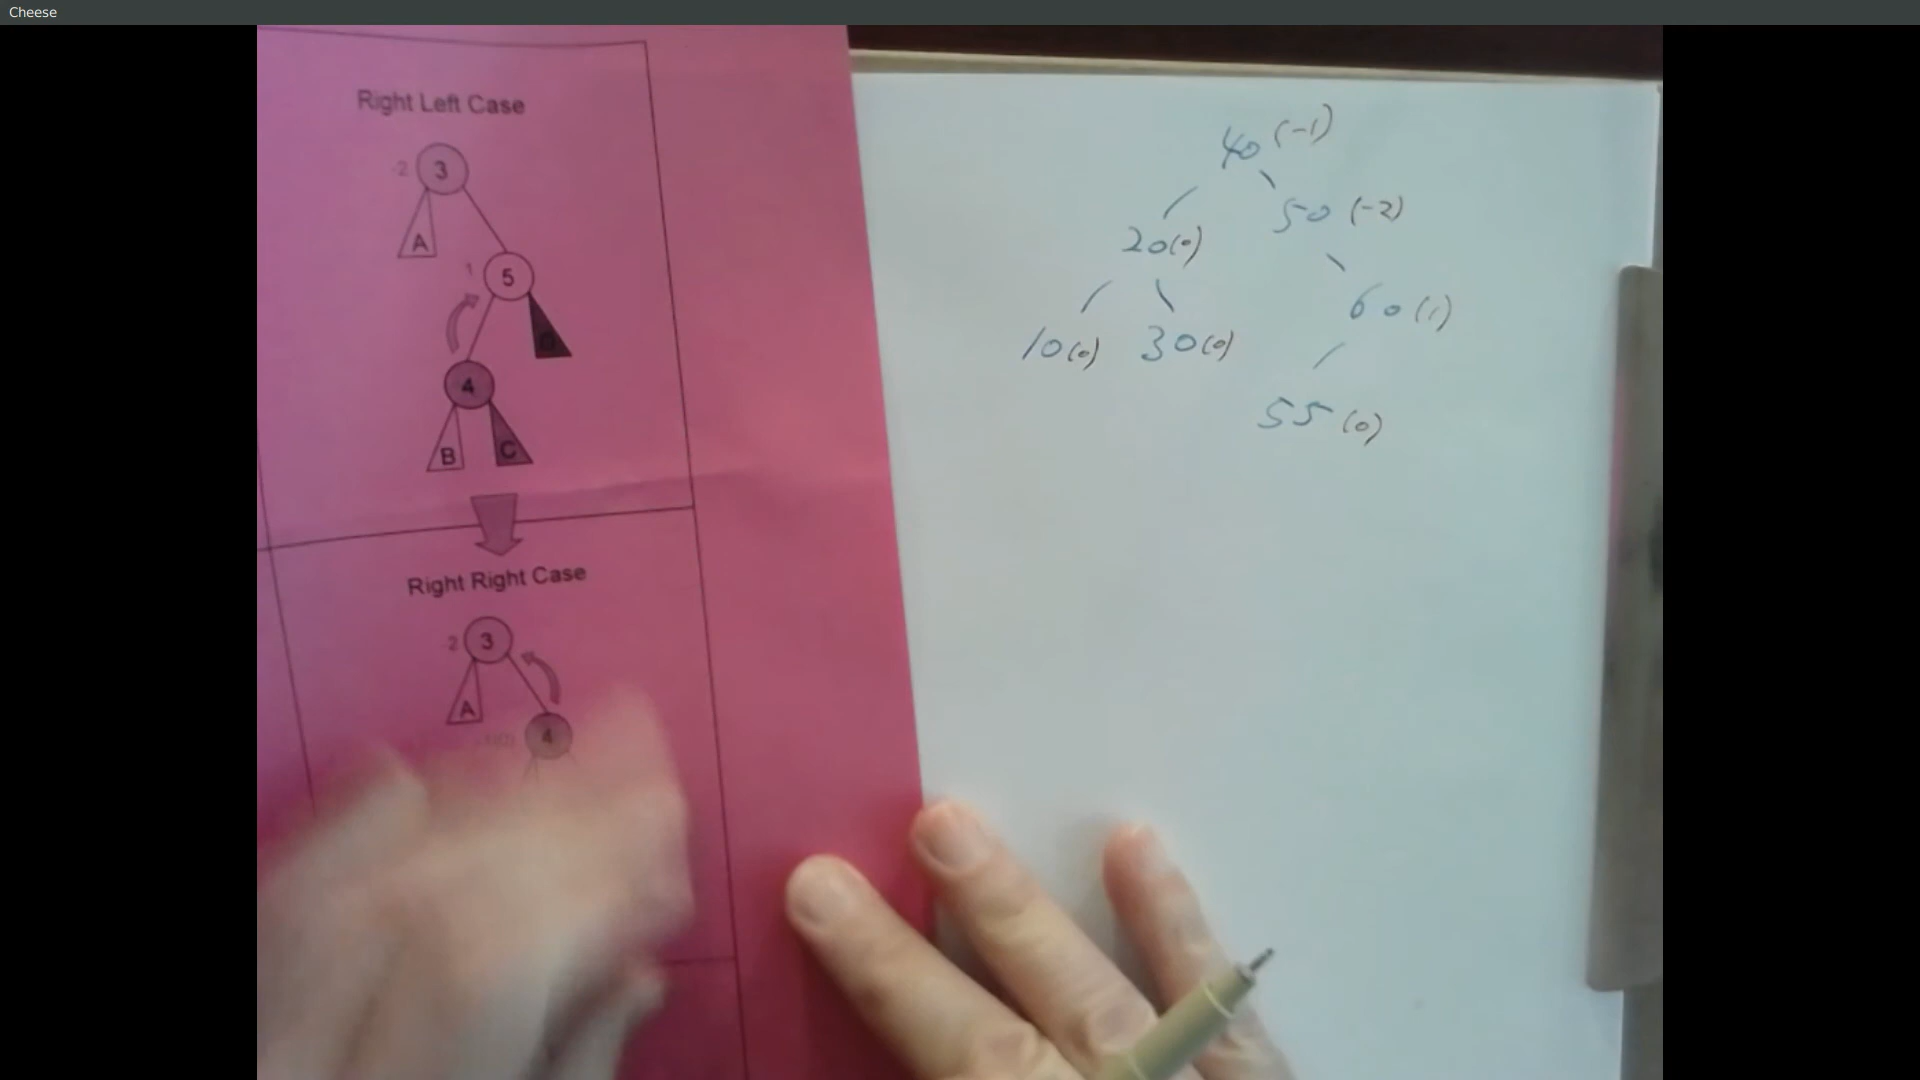 Cheese
Right Left Case
-2 3
A
1 5
4
B C
Right Right Case
-2 3
A
4
40 (-1)
50 (-2)
20(0)
60 (1)
10(0) 30(0)
55 (0)